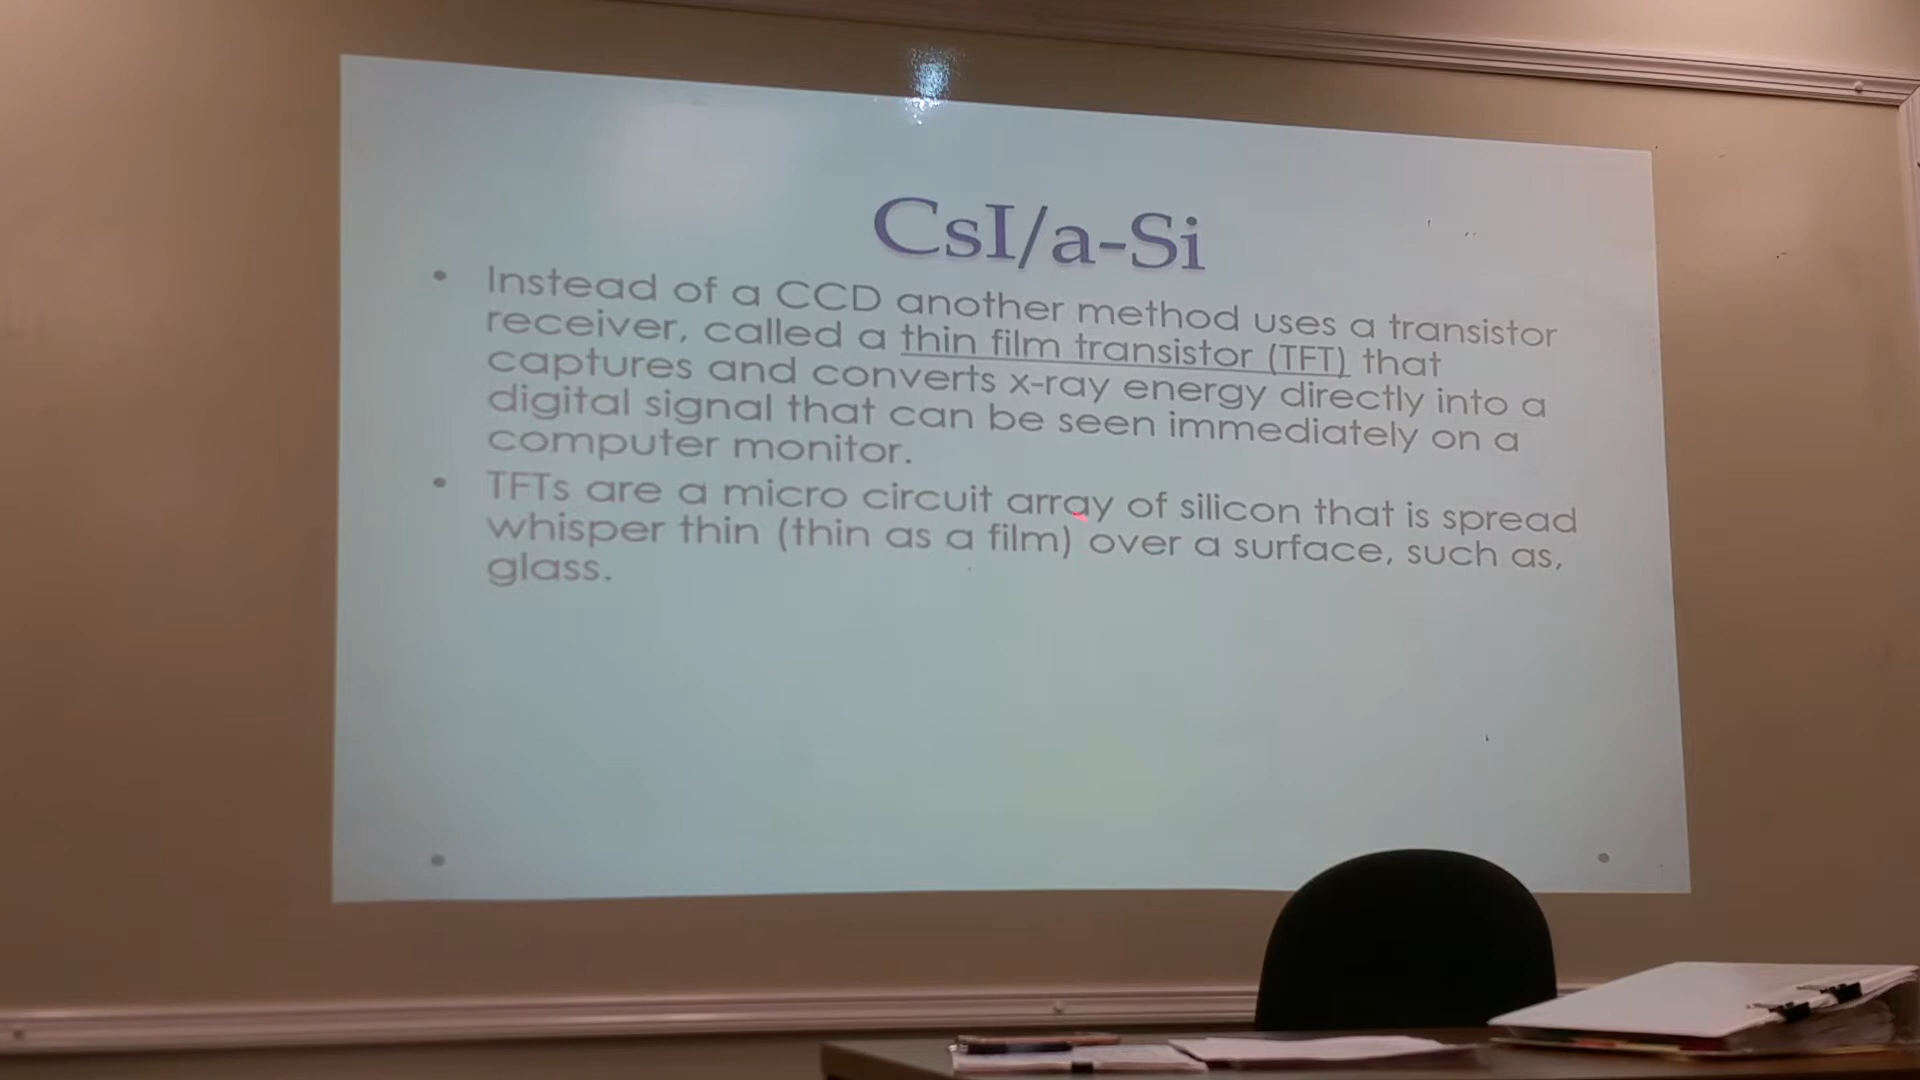 CsI/a-Si
• Instead of a CCD another method uses a transistor
receiver, called a thin film transistor (TFT) that
captures and converts x-ray energy directly into a
digital signal that can be seen immediately on a
computer monitor.
• TFTs are a micro circuit array of silicon that is spread
whisper thin (thin as a film) over a surface, such as,
glass.